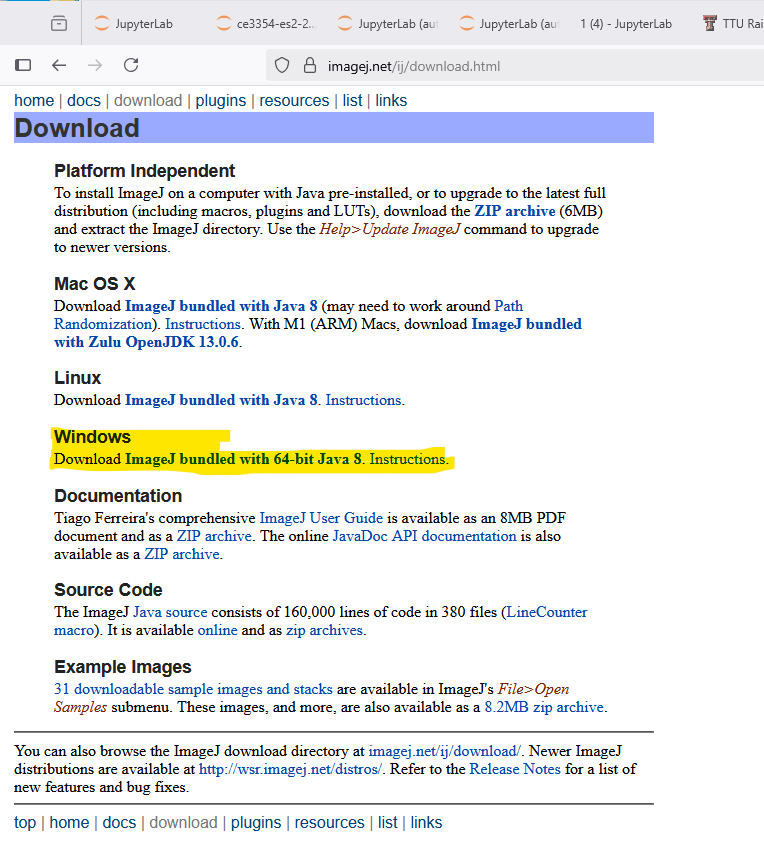 JupyterLab
ce3354-es2-2...
JupyterLab (au
JupyterLab (au
1 (4) - JupyterLab
TTU Rai
imagej.net/ij/download.html
home | docs | download | plugins | resources | list | links
Download
Platform Independent
To install ImageJ on a computer with Java pre-installed, or to upgrade to the latest full
distribution (including macros, plugins and LUTs), download the ZIP archive (6MB)
and extract the ImageJ directory. Use the Help>Update ImageJ command to upgrade
to newer versions.
Mac OS X
Download ImageJ bundled with Java 8 (may need to work around Path
Randomization). Instructions. With M1 (ARM) Macs, download ImageJ bundled
with Zulu OpenJDK 13.0.6.
Linux
Download ImageJ bundled with Java 8. Instructions.
Windows
Download ImageJ bundled with 64-bit Java 8. Instructions.
Documentation
Tiago Ferreira's comprehensive ImageJ User Guide is available as an 8MB PDF
document and as a ZIP archive. The online JavaDoc API documentation is also
available as a ZIP archive.
Source Code
The ImageJ Java source consists of 160,000 lines of code in 380 files (LineCounter
macro). It is available online and as zip archives.
Example Images
31 downloadable sample images and stacks are available in ImageJ's File>Open
Samples submenu. These images, and more, are also available as a 8.2MB zip archive.
You can also browse the ImageJ download directory at imagej.net/ij/download/. Newer ImageJ
distributions are available at http://wsr.imagej.net/distros/. Refer to the Release Notes for a list of
new features and bug fixes.
top | home | docs | download | plugins | resources | list | links